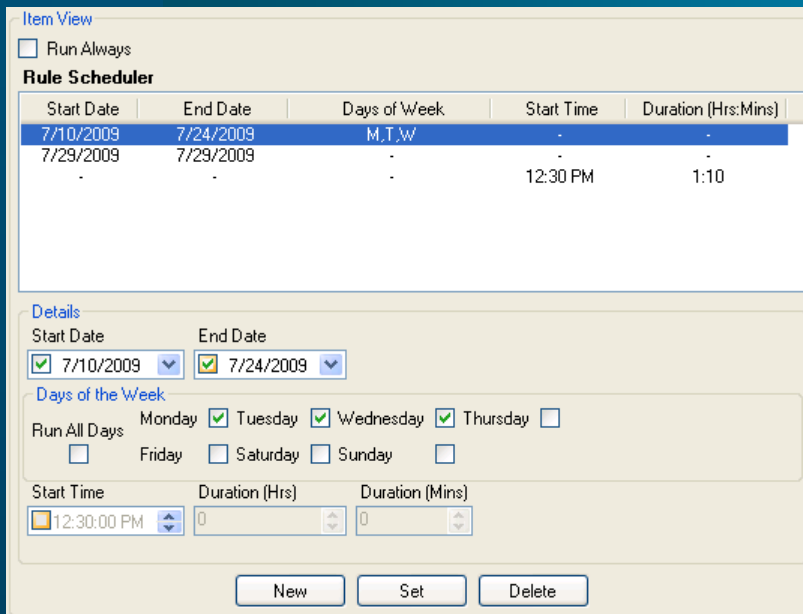 Item View
Run Always
Rule Scheduler
Start Date End Date Days of Week Start Time Duration (Hrs:Mins)
7/10/2009 7/24/2009 M,T,W - -
7/29/2009 7/29/2009 - - -
- - - 12:30 PM 1:10
Details
Start Date End Date
7/10/2009 7/24/2009
Days of the Week
Run All Days Monday Tuesday Wednesday Thursday
Friday Saturday Sunday
Start Time Duration (Hrs) Duration (Mins)
12:30:00 PM 0 0
New Set Delete